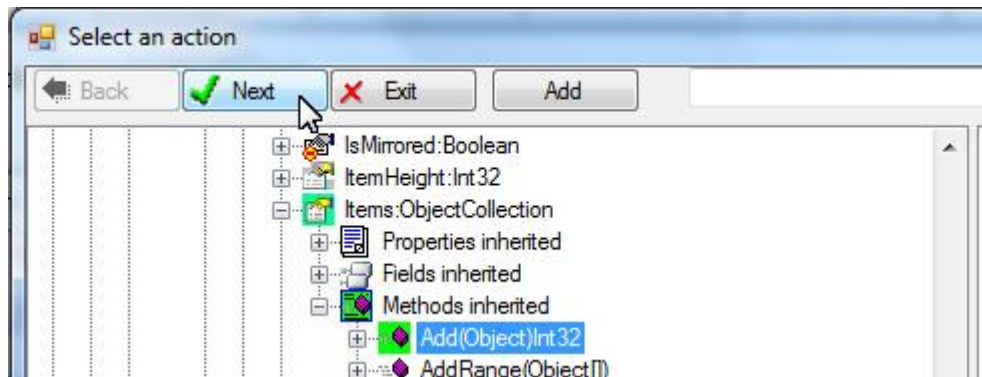 Select an action
Back Next Exit Add
IsMirrored:Boolean
ItemHeight:Int32
Items:ObjectCollection
Properties inherited
Fields inherited
Methods inherited
Add(Object)Int32
AddRange(Object[])